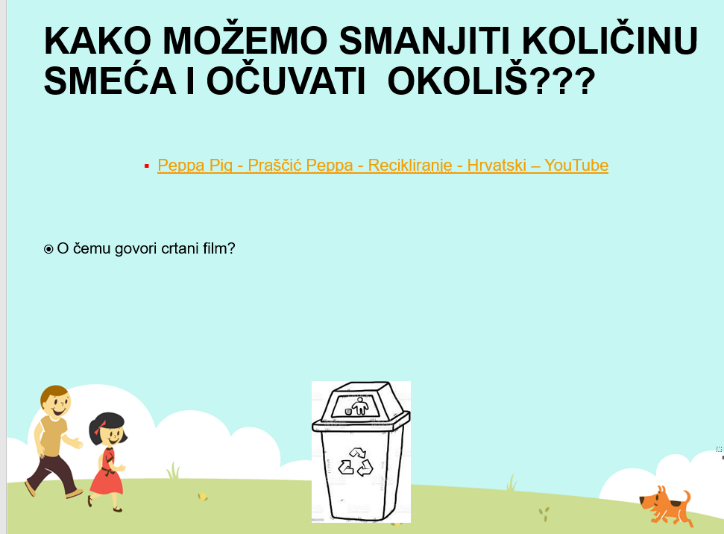 KAKO MOŽEMO SMANJITI KOLIČINU
SMEĆA I OČUVATI OKOLIŠ???
Peppa Pig - Praščić Peppa - Recikliranje - Hrvatski – YouTube
O čemu govori crtani film?